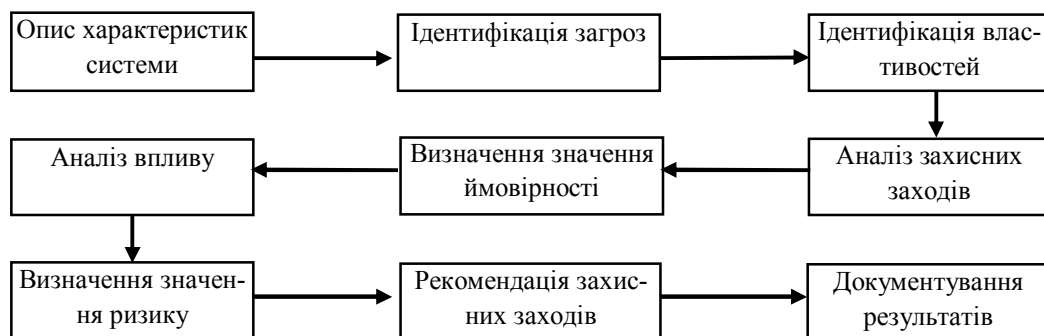 Опис характеристик
системи
Ідентифікація загроз
Ідентифікація влас-
тивостей
Аналіз впливу
Визначення значення
ймовірності
Аналіз захисних
заходів
Визначення значен-
ня ризику
Рекомендація захис-
них заходів
Документування
результатів